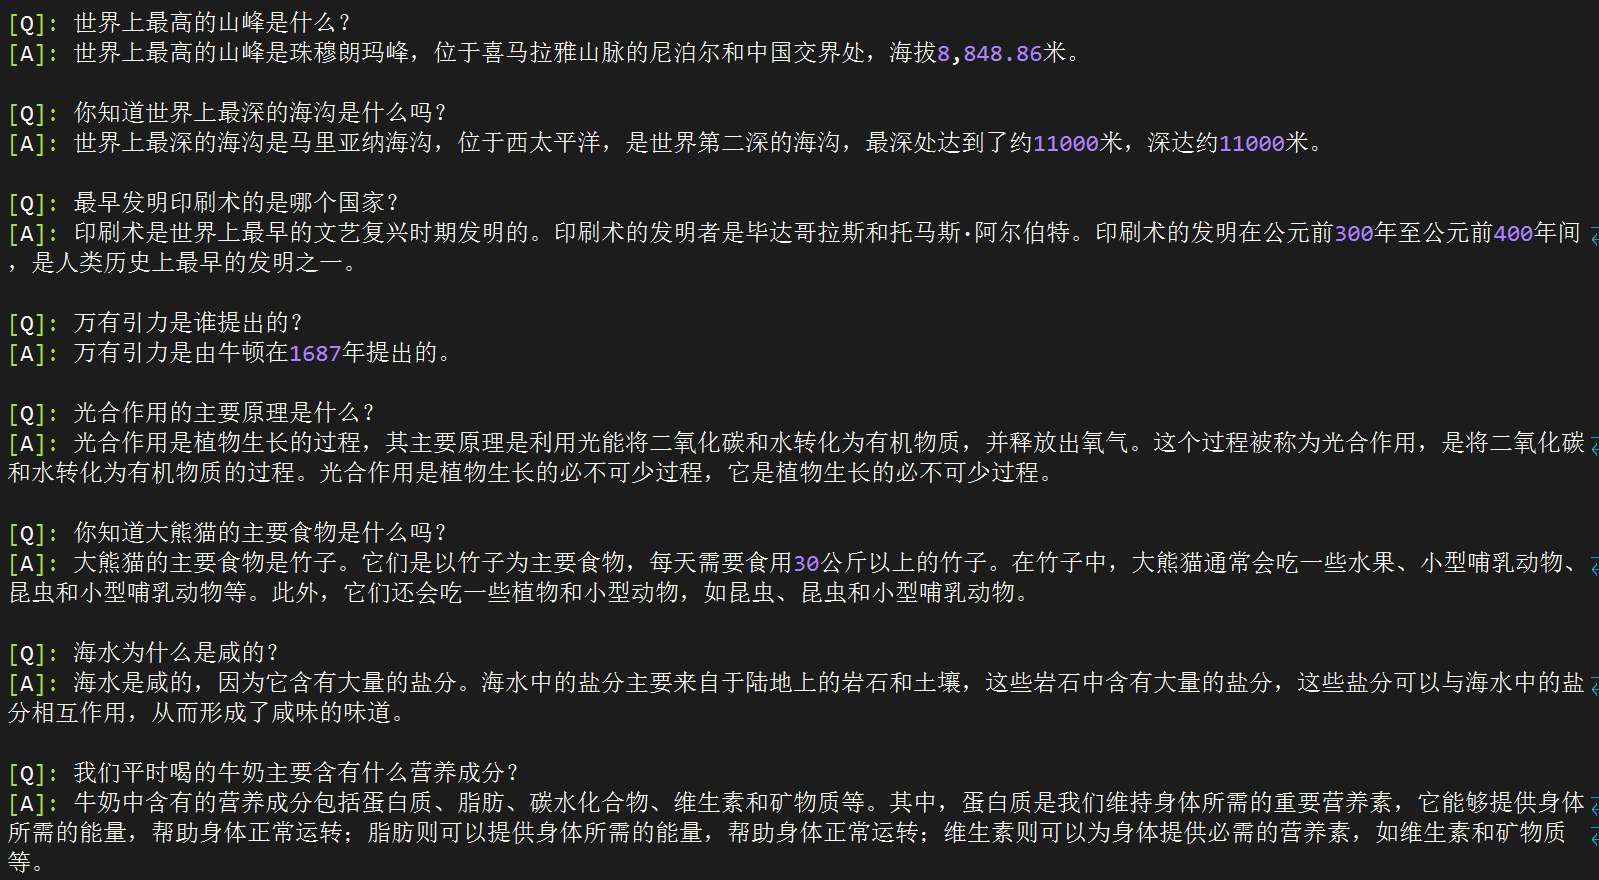 [Q]: 世界上最高的山峰是什么?
[A]: 世界上最高的山峰是珠穆朗玛峰，位于喜马拉雅山脉的尼泊尔和中国交界处，海拔8,848.86米。
[Q]: 你知道世界上最深的海沟是什么吗?
[A]: 世界上最深的海沟是马里亚纳海沟，位于西太平洋，是世界第二深的海沟，最深处达到了约11000米，深达约11000米。
[Q]: 最早发明印刷术的是哪个国家?
[A]: 印刷术是世界上最早的文艺复兴时期发明的。印刷术的发明者是毕达哥拉斯和托马斯·阿尔伯特。印刷术的发明在公元前300年至公元前400年间
，是人类历史上最早的发明之一。
[Q]: 万有引力是谁提出的?
[A]: 万有引力是由牛顿在1687年提出的。
[Q]: 光合作用的主要原理是什么?
[A]: 光合作用是植物生长的过程，其主要原理是利用光能将二氧化碳和水转化为有机物质，并释放出氧气。这个过程被称为光合作用，是将二氧化碳
和水转化为有机物质的过程。光合作用是植物生长的必不可少过程，它是植物生长的必不可少过程。
[Q]: 你知道大熊猫的主要食物是什么吗?
[A]: 大熊猫的主要食物是竹子。它们是以竹子为主要食物，每天需要食用30公斤以上的竹子。在竹子中，大熊猫通常会吃一些水果、小型哺乳动物、
昆虫和小型哺乳动物等。此外，它们还会吃一些植物和小型动物，如昆虫、昆虫和小型哺乳动物。
[Q]: 海水为什么是咸的?
[A]: 海水是咸的，因为它含有大量的盐分。海水中的盐分主要来自于陆地上的岩石和土壤，这些岩石中含有大量的盐分，这些盐分可以与海水中的盐
分相互作用，从而形成了咸味的味道。
[Q]: 我们平时喝的牛奶主要含有什么营养成分?
[A]: 牛奶中含有的营养成分包括蛋白质、脂肪、碳水化合物、维生素和矿物质等。其中，蛋白质是我们维持身体所需的重要营养素，它能够提供身体
所需的能量，帮助身体正常运转；脂肪则可以提供身体所需的能量，帮助身体正常运转；维生素则可以为身体提供必需的营养素，如维生素和矿物质
等。